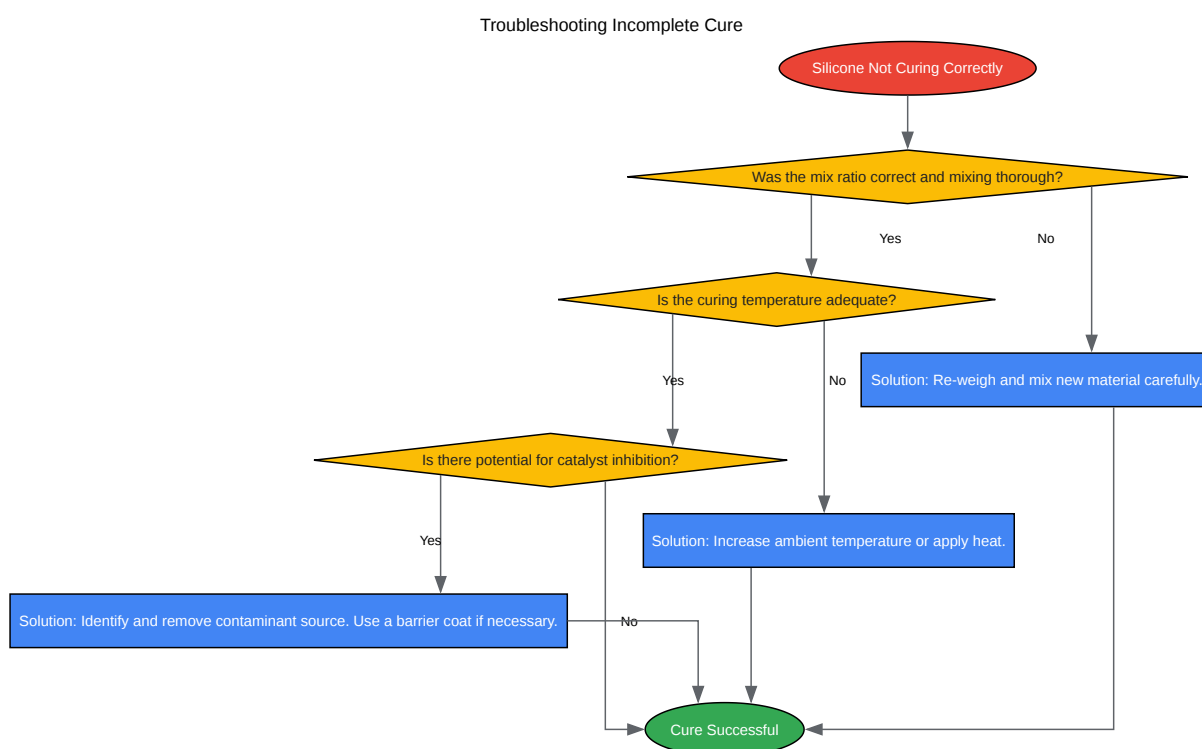 Troubleshooting Incomplete Cure
Silicone Not Curing Correctly
Was the mix ratio correct and mixing thorough?
Yes
No
Is the curing temperature adequate?
Yes
No
Solution: Re-weigh and mix new material carefully.
Is there potential for catalyst inhibition?
Yes
Solution: Increase ambient temperature or apply heat.
Solution: Identify and remove contaminant source. Use a barrier coat if necessary.
No
Cure Successful